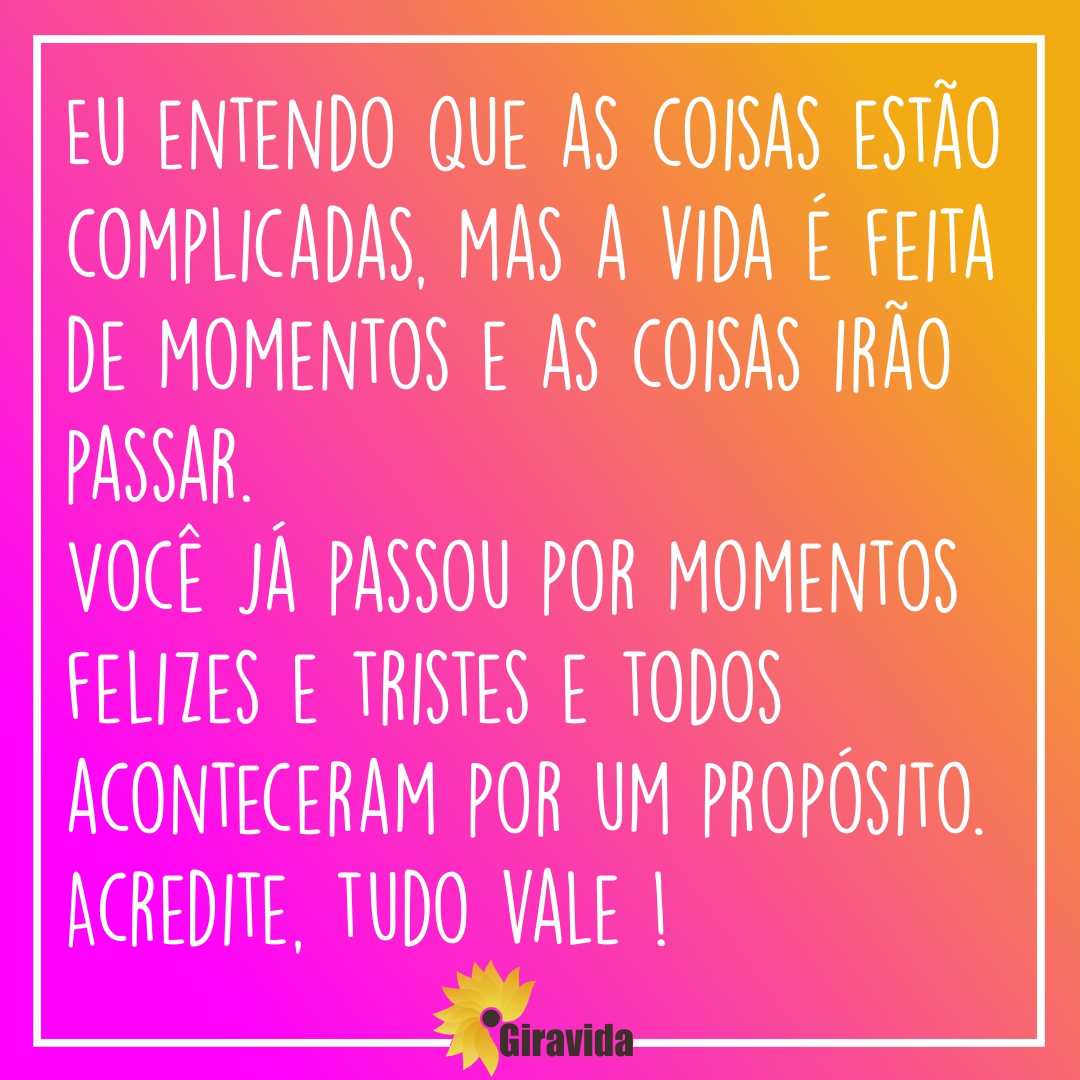 EU ENTENDO QUE AS COISAS ESTÃO
COMPLICADAS, MAS A VIDA É FEITA
DE MOMENTOS E AS COISAS IRÃO
PASSAR.
VOCÊ JÁ PASSOU POR MOMENTOS
FELIZES E TRISTES E TODOS
ACONTECERAM POR UM PROPÓSITO.
ACREDITE, TUDO VALE !
Giravida